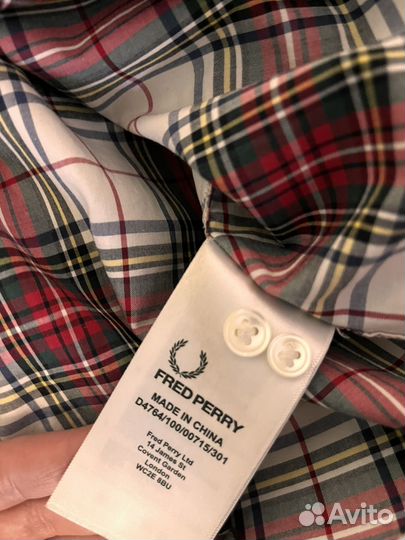 FRED PERRY
MADE IN CHINA
D4764/100/00715/301
Fred Perry Ltd
14 James St
Covent Garden
London
WC2E 8BU
Avito